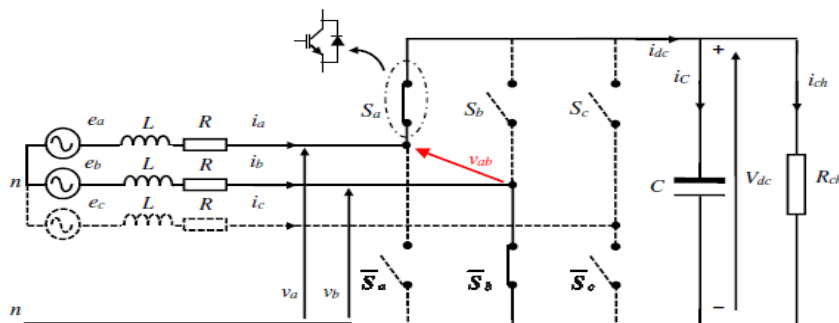 i_dc
+
S_a
S_b
S_c
i_C
i_ch
e_a L R i_a
e_b L R i_b
v_ab
n
e_c L R i_c
C
V_dc
R_ch
v_a
v_b
S̅_a
S̅_b
S̅_c
n
−